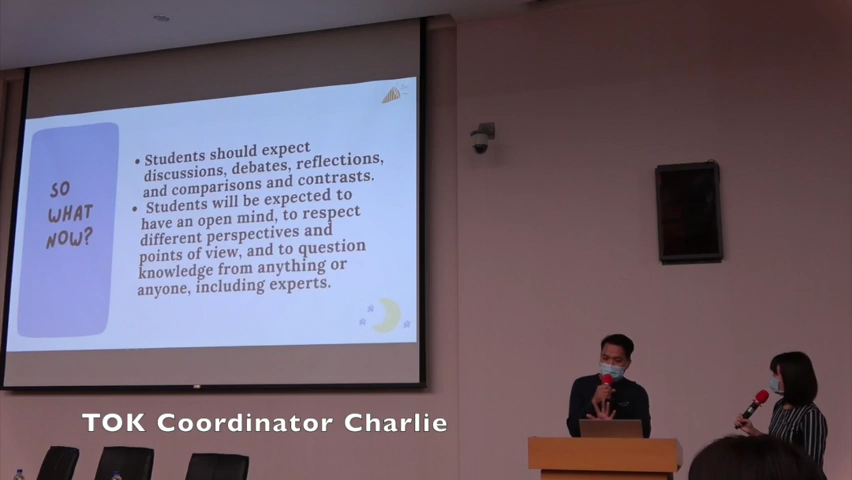 SO
WHAT
NOW?
• Students should expect
discussions, debates, reflections,
and comparisons and contrasts.
• Students will be expected to
have an open mind, to respect
different perspectives and
points of view, and to question
knowledge from anything or
anyone, including experts.
TOK Coordinator Charlie